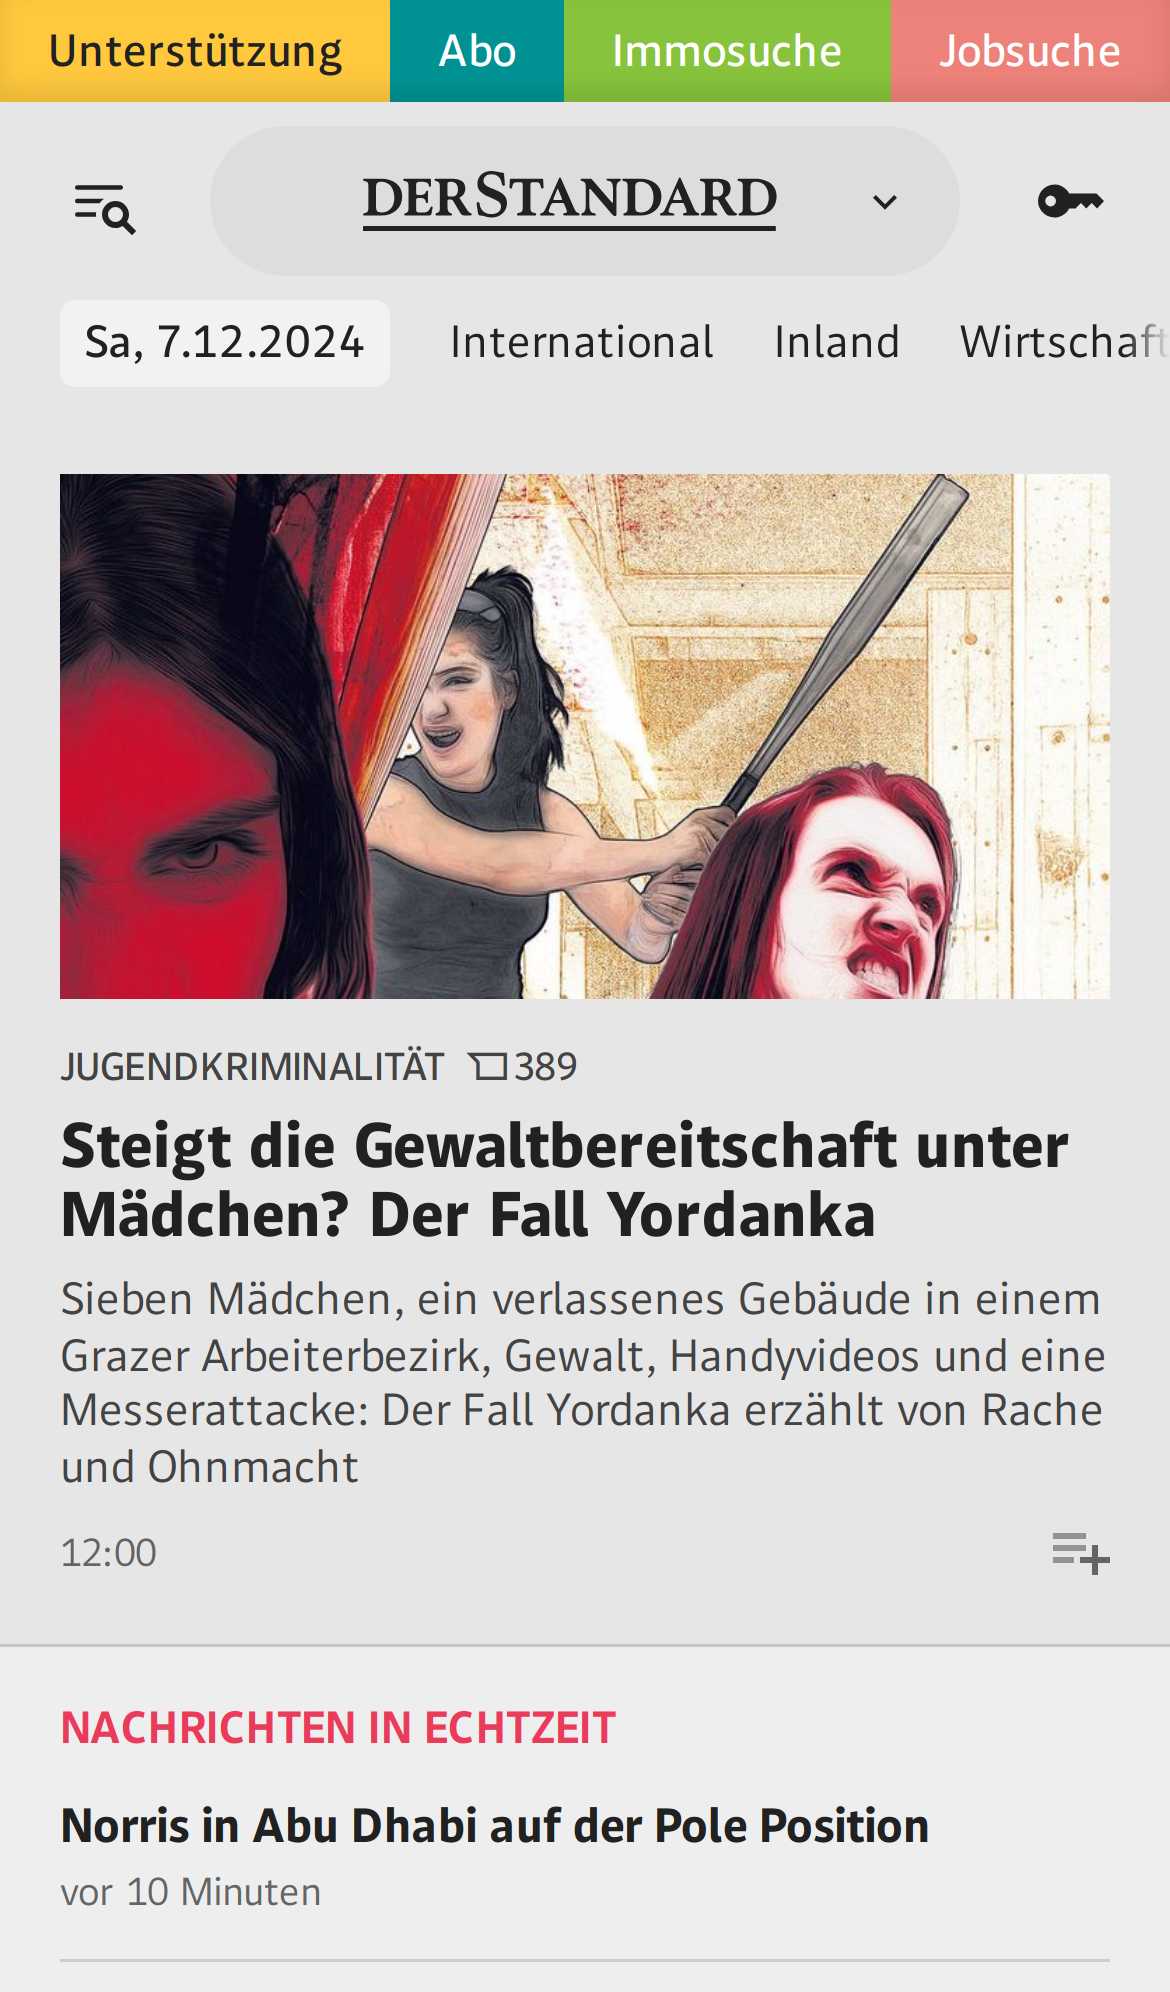 Unterstützung Abo Immosuche Jobsuche
DERSTANDARD
Sa, 7.12.2024 International Inland Wirtschaft
JUGENDKRIMINALITÄT 389
Steigt die Gewaltbereitschaft unter
Mädchen? Der Fall Yordanka
Sieben Mädchen, ein verlassenes Gebäude in einem
Grazer Arbeiterbezirk, Gewalt, Handyvideos und eine
Messerattacke: Der Fall Yordanka erzählt von Rache
und Ohnmacht
12:00
NACHRICHTEN IN ECHTZEIT
Norris in Abu Dhabi auf der Pole Position
vor 10 Minuten